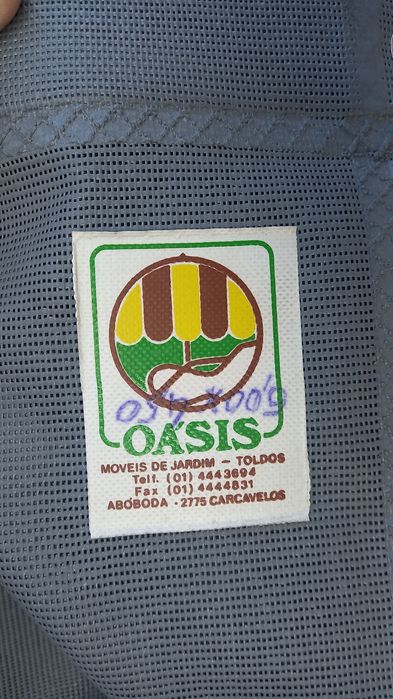 OÁSIS
MOVEIS DE JARDIM – TOLDOS
Telf. (01) 4443694
Fax (01) 4444831
ABÓBODA - 2775 CARCAVELOS